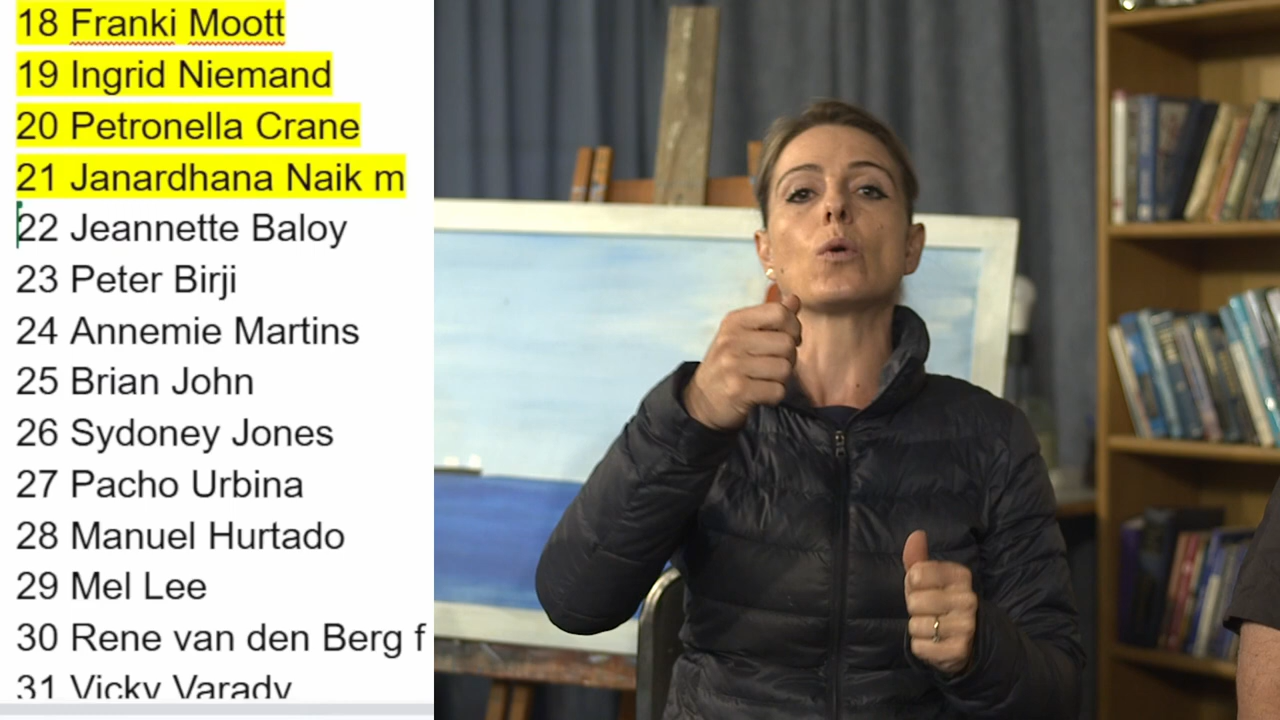 18 Franki Moott
19 Ingrid Niemand
20 Petronella Crane
21 Janardhana Naik m
22 Jeannette Baloy
23 Peter Birji
24 Annemie Martins
25 Brian John
26 Sydoney Jones
27 Pacho Urbina
28 Manuel Hurtado
29 Mel Lee
30 Rene van den Berg f
31 Vicky Varady